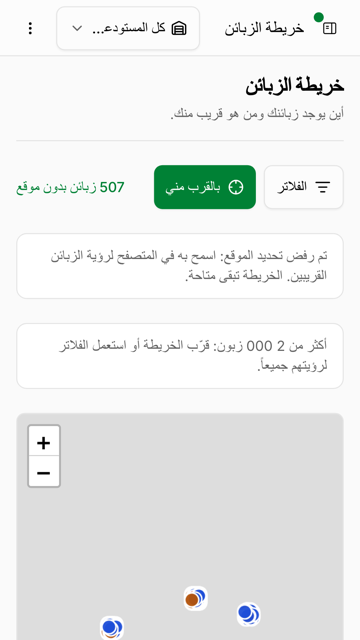 خريطة الزبائن
كل المستودعـ...
خريطة الزبائن
أين يوجد زبائنك ومن هو قريب منك.
الفلاتر
بالقرب مني
507 زبائن بدون موقع
تم رفض تحديد الموقع: اسمح به في المتصفح لرؤية الزبائن
القريبين. الخريطة تبقى متاحة.
أكثر من 2 000 زبون: قرّب الخريطة أو استعمل الفلاتر
لرؤيتهم جميعاً.
+
−